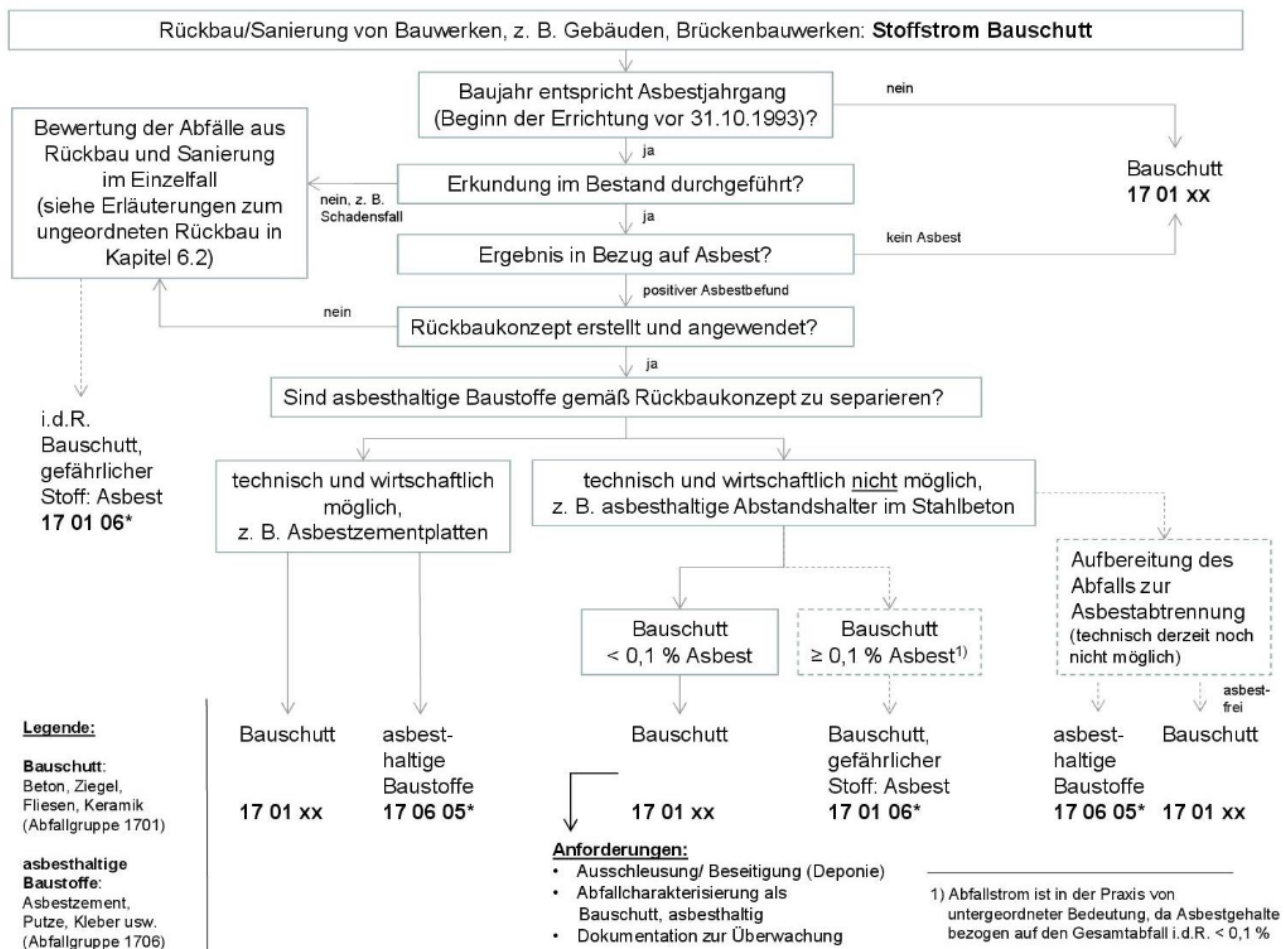 Rückbau/Sanierung von Bauwerken, z. B. Gebäuden, Brückenbauwerken: Stoffstrom Bauschutt
Baujahr entspricht Asbestjahrgang
(Beginn der Errichtung vor 31.10.1993)?
nein
ja
Bauschutt
17 01 xx
Erkundung im Bestand durchgeführt?
nein, z. B.
Schadensfall
ja
Bewertung der Abfälle aus
Rückbau und Sanierung
im Einzelfall
(siehe Erläuterungen zum
ungeordneten Rückbau in
Kapitel 6.2)
Ergebnis in Bezug auf Asbest?
kein Asbest
positiver Asbestbefund
Rückbaukonzept erstellt und angewendet?
nein
ja
i.d.R.
Bauschutt,
gefährlicher
Stoff: Asbest
17 01 06*
Sind asbesthaltige Baustoffe gemäß Rückbaukonzept zu separieren?
technisch und wirtschaftlich
möglich,
z. B. Asbestzementplatten
technisch und wirtschaftlich nicht möglich,
z. B. asbesthaltige Abstandshalter im Stahlbeton
Bauschutt
< 0,1 % Asbest
Bauschutt
≥ 0,1 % Asbest1)
Aufbereitung des
Abfalls zur
Asbestabtrennung
(technisch derzeit noch
nicht möglich)
asbest-
frei
Bauschutt
17 01 xx
asbest-
haltige
Baustoffe
17 06 05*
Bauschutt
17 01 xx
Bauschutt,
gefährlicher
Stoff: Asbest
17 01 06*
asbest-
haltige
Baustoffe
17 06 05*
Bauschutt
17 01 xx
Legende:
Bauschutt:
Beton, Ziegel,
Fliesen, Keramik
(Abfallgruppe 1701)
asbesthaltige
Baustoffe:
Asbestzement,
Putze, Kleber usw.
(Abfallgruppe 1706)
Anforderungen:
• Ausschleusung/ Beseitigung (Deponie)
• Abfallcharakterisierung als
Bauschutt, asbesthaltig
• Dokumentation zur Überwachung
1) Abfallstrom ist in der Praxis von
untergeordneter Bedeutung, da Asbestgehalte
bezogen auf den Gesamtabfall i.d.R. < 0,1 %